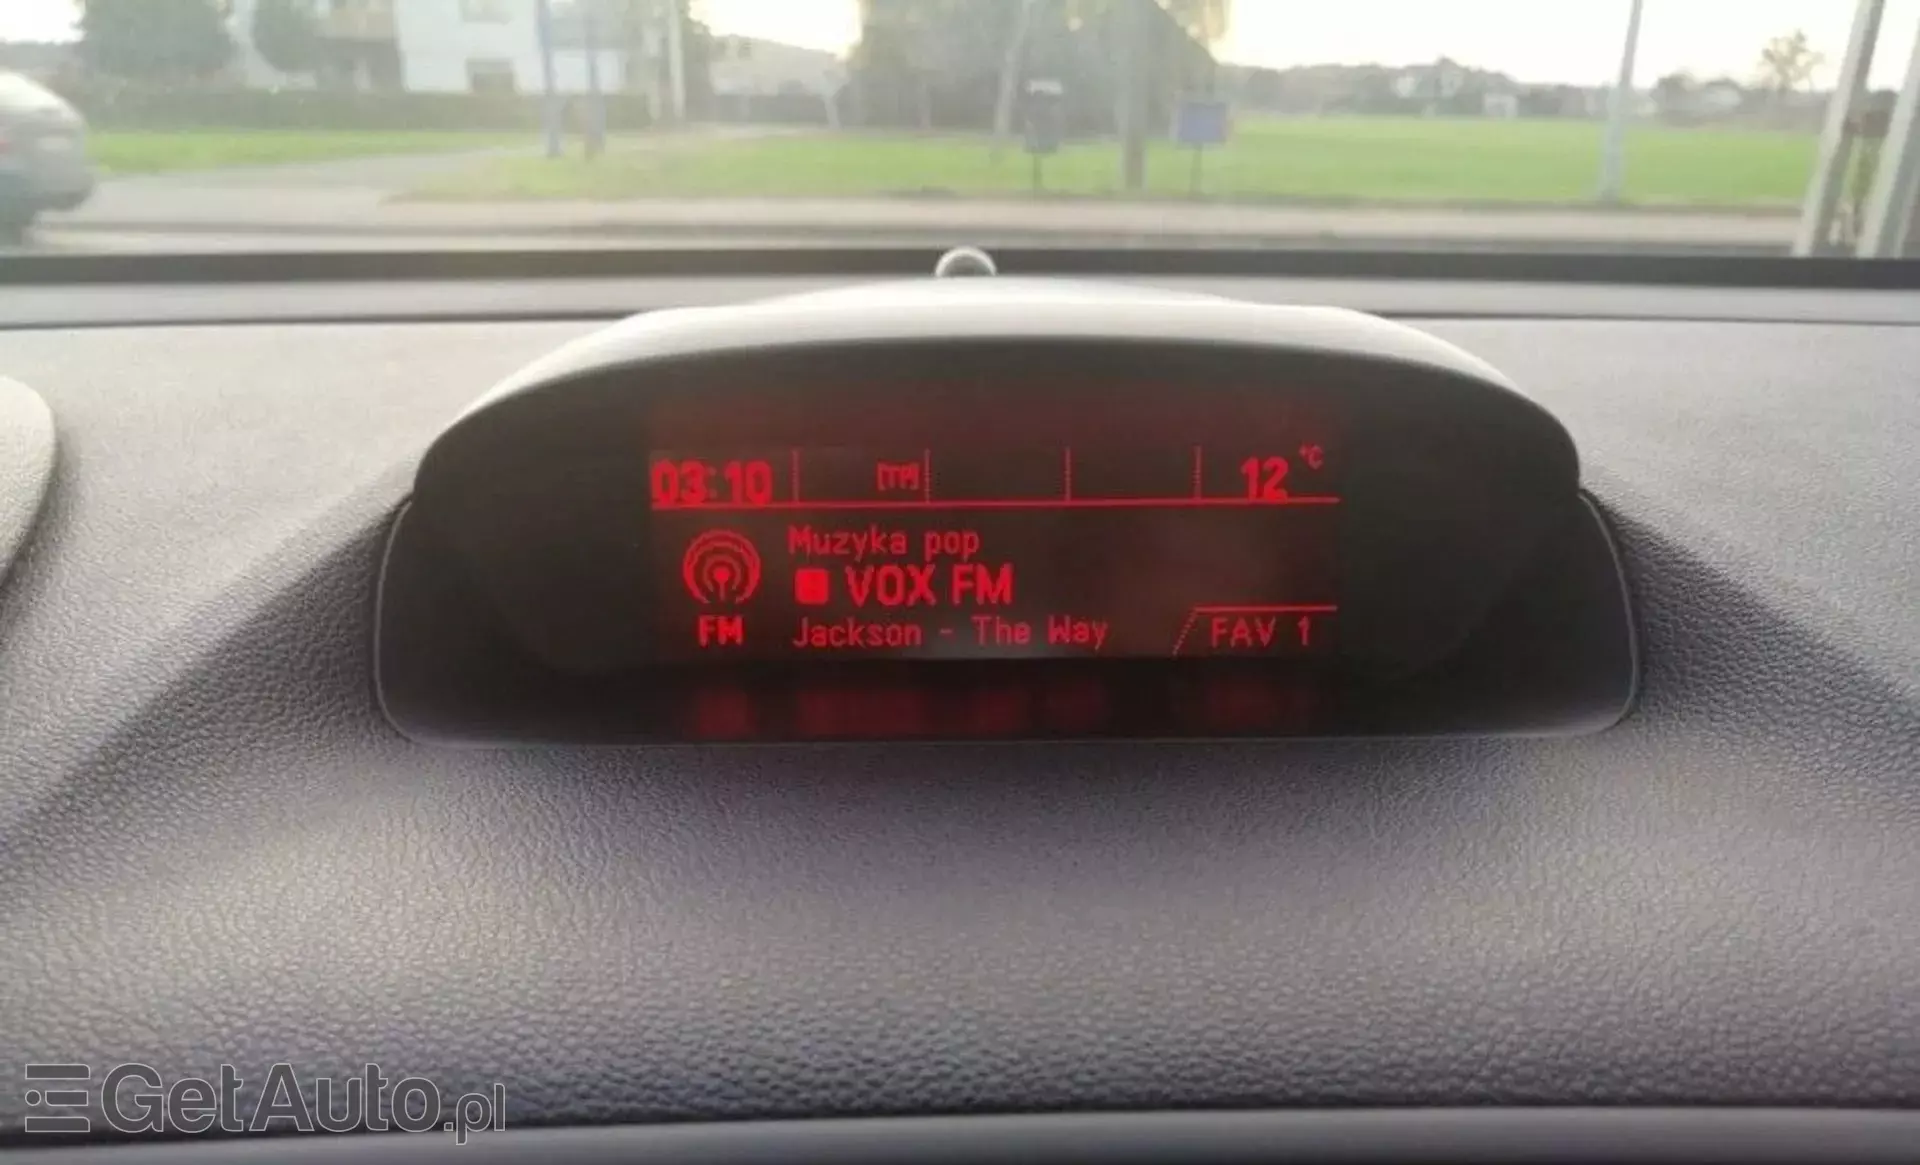 03:10 [TP] 12 °C
Muzyka pop
VOX FM
FM Jackson - The Way FAV 1
GetAuto.pl